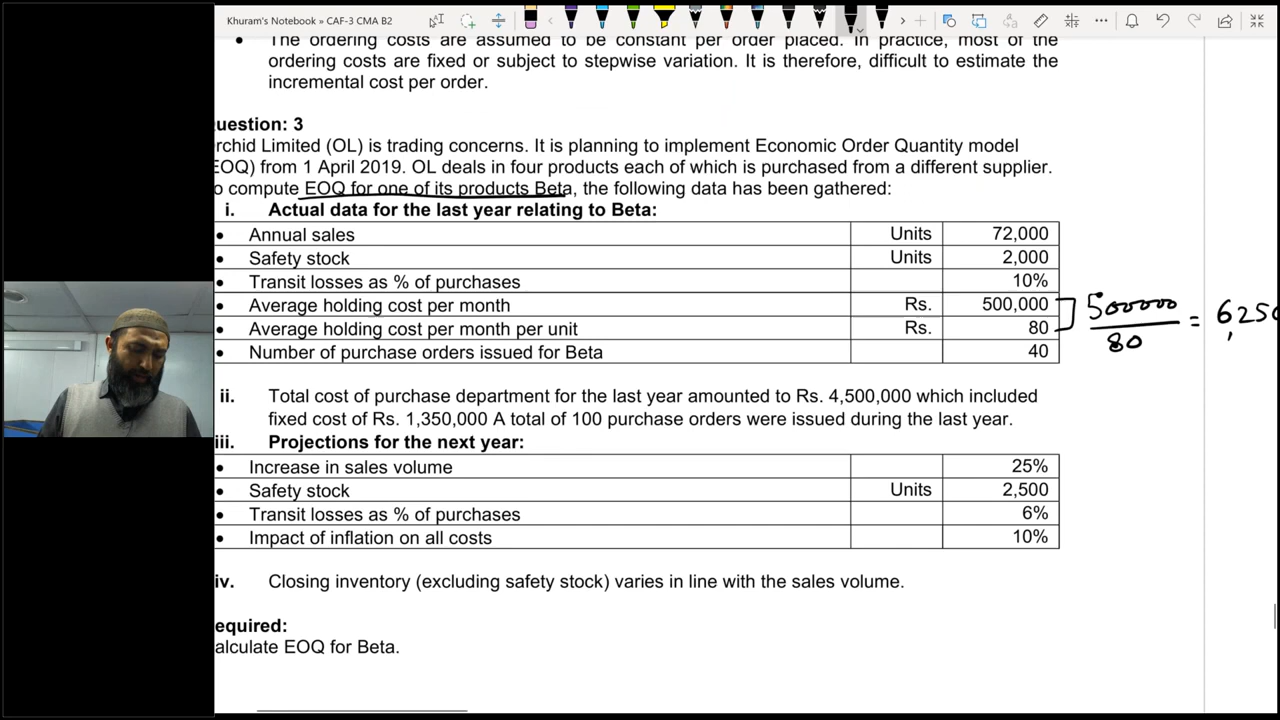 Khuram's Notebook » CAF-3 CMA B2
• The ordering costs are assumed to be constant per order placed. In practice, most of the
ordering costs are fixed or subject to stepwise variation. It is therefore, difficult to estimate the
incremental cost per order.
uestion: 3
rchid Limited (OL) is trading concerns. It is planning to implement Economic Order Quantity model
EOQ) from 1 April 2019. OL deals in four products each of which is purchased from a different supplier.
o compute EOQ for one of its products Beta, the following data has been gathered:
i. Actual data for the last year relating to Beta:
• Annual sales Units 72,000
• Safety stock Units 2,000
• Transit losses as % of purchases 10%
• Average holding cost per month Rs. 500,000
• Average holding cost per month per unit Rs. 80
500000
80
= 6250
• Number of purchase orders issued for Beta 40
ii. Total cost of purchase department for the last year amounted to Rs. 4,500,000 which included
fixed cost of Rs. 1,350,000 A total of 100 purchase orders were issued during the last year.
iii. Projections for the next year:
• Increase in sales volume 25%
• Safety stock Units 2,500
• Transit losses as % of purchases 6%
• Impact of inflation on all costs 10%
iv. Closing inventory (excluding safety stock) varies in line with the sales volume.
equired:
alculate EOQ for Beta.